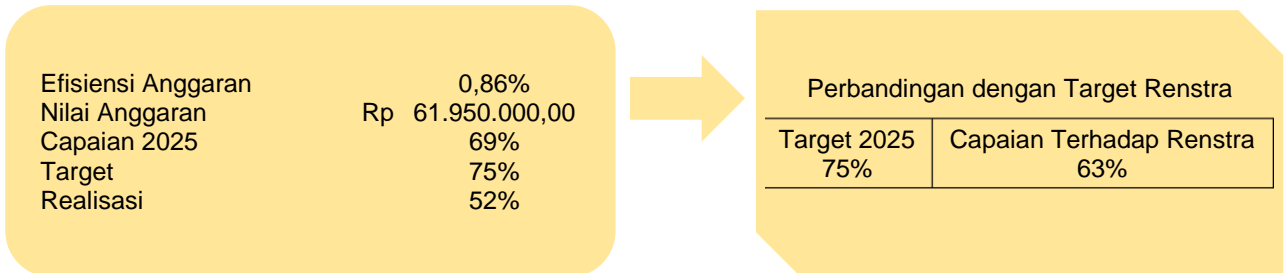 Efisiensi Anggaran 0,86%
Nilai Anggaran Rp 61.950.000,00
Capaian 2025 69%
Target 75%
Realisasi 52%
Perbandingan dengan Target Renstra
Target 2025 Capaian Terhadap Renstra
75% 63%